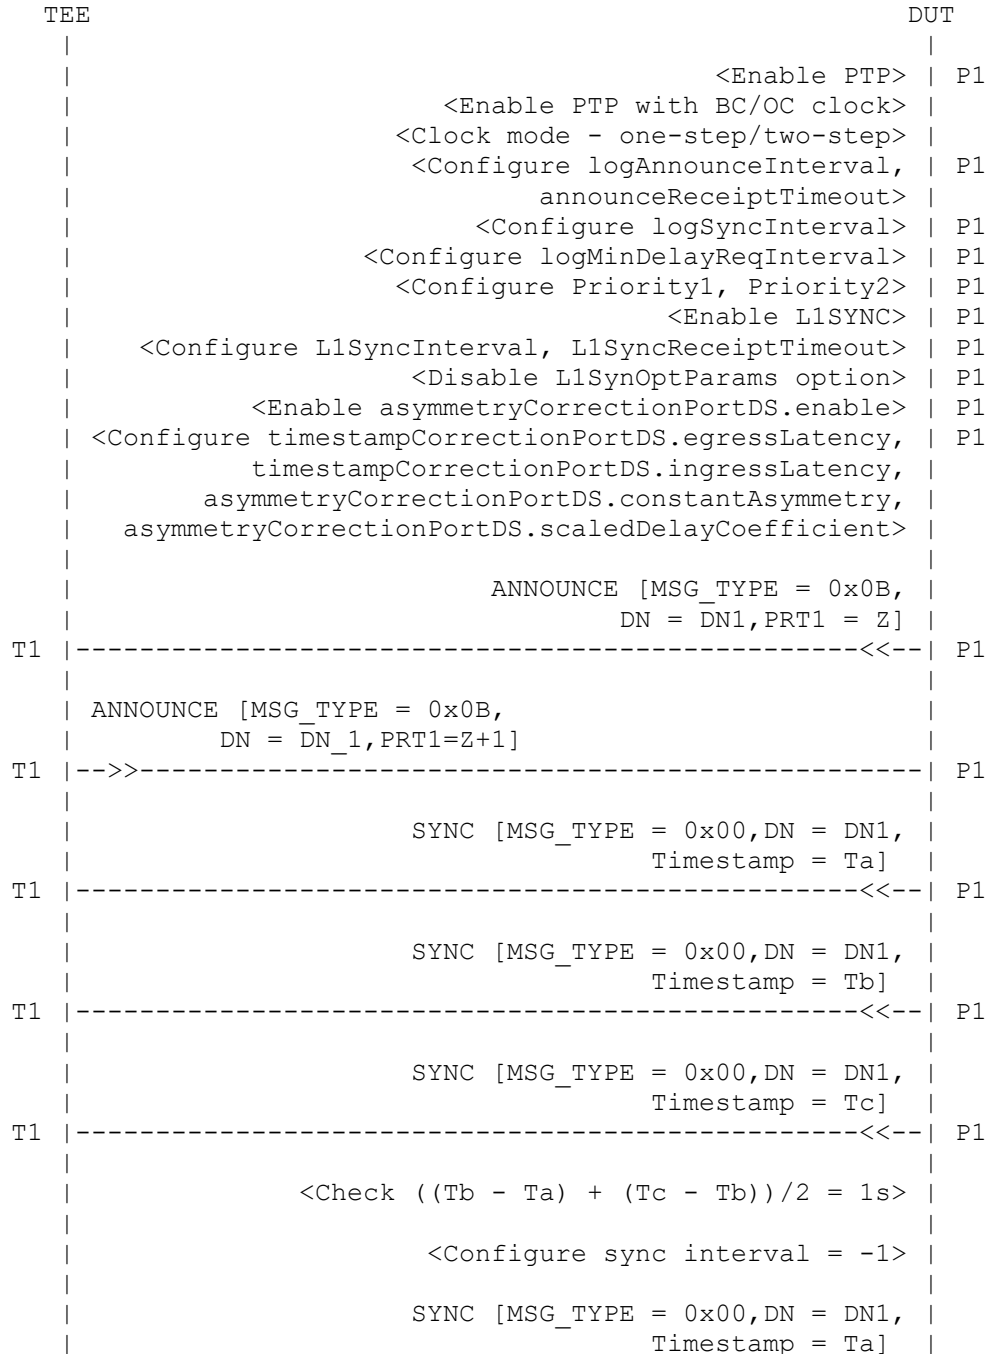 TEE                                                   DUT
    |                                                      |
    |                                        <Enable PTP> | P1
    |                       <Enable PTP with BC/OC clock> |
    |                    <Clock mode - one-step/two-step> |
    |                     <Configure logAnnounceInterval, | P1
    |                             announceReceiptTimeout> |
    |                         <Configure logSyncInterval> | P1
    |                  <Configure logMinDelayReqInterval> | P1
    |                    <Configure Priority1, Priority2> | P1
    |                                     <Enable L1SYNC> | P1
    |    <Configure L1SyncInterval, L1SyncReceiptTimeout> | P1
    |                     <Disable L1SynOptParams option> | P1
    |           <Enable asymmetryCorrectionPortDS.enable> | P1
    | <Configure timestampCorrectionPortDS.egressLatency, | P1
    |           timestampCorrectionPortDS.ingressLatency, |
    |        asymmetryCorrectionPortDS.constantAsymmetry, |
    |   asymmetryCorrectionPortDS.scaledDelayCoefficient> |
    |                                                     |
    |                          ANNOUNCE [MSG_TYPE = 0x0B, |
    |                                  DN = DN1,PRT1 = Z] |
T1  |-------------------------------------------------<<--| P1
    |                                                     |
    | ANNOUNCE [MSG_TYPE = 0x0B,                          |
    |         DN = DN_1,PRT1=Z+1]                         |
T1  |-->>-------------------------------------------------| P1
    |                                                     |
    |                     SYNC [MSG_TYPE = 0x00,DN = DN1, |
    |                                    Timestamp = Ta]  |
T1  |-------------------------------------------------<<--| P1
    |                                                     |
    |                     SYNC [MSG_TYPE = 0x00,DN = DN1, |
    |                                    Timestamp = Tb]  |
T1  |-------------------------------------------------<<--| P1
    |                                                     |
    |                     SYNC [MSG_TYPE = 0x00,DN = DN1, |
    |                                    Timestamp = Tc]  |
T1  |-------------------------------------------------<<--| P1
    |                                                     |
    |              <Check ((Tb - Ta) + (Tc - Tb))/2 = 1s> |
    |                                                     |
    |                      <Configure sync interval = -1> |
    |                                                     |
    |                     SYNC [MSG_TYPE = 0x00,DN = DN1, |
    |                                    Timestamp = Ta]  |